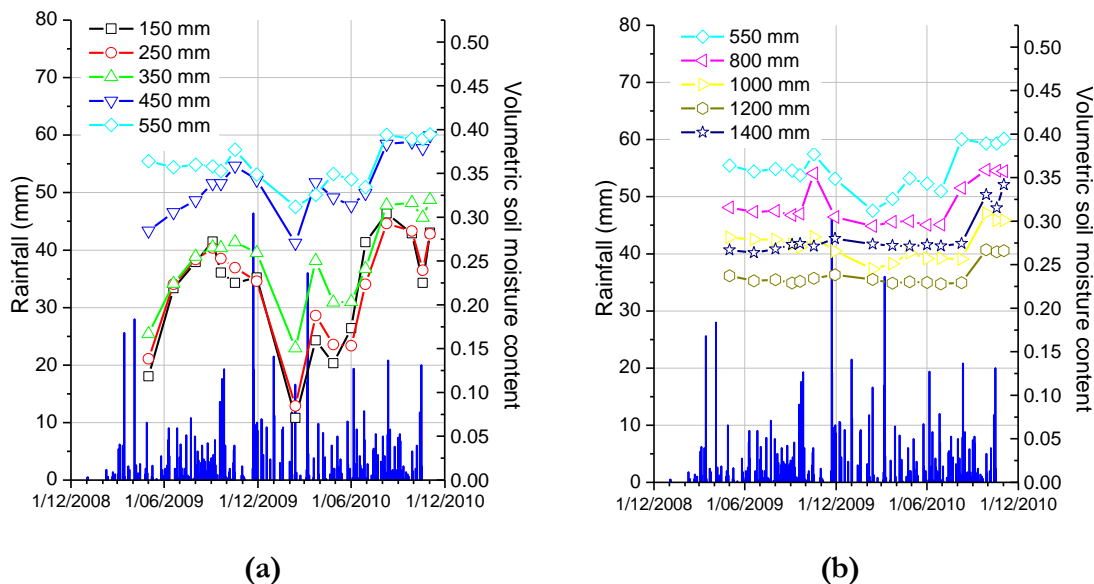 80
70
60
50
40
30
20
10
0
Rainfall (mm)
150 mm
250 mm
350 mm
450 mm
550 mm
0.50
0.45
0.40
0.35
0.30
0.25
0.20
0.15
0.10
0.05
0.00
Volumetric soil moisture content
1/12/2008 1/06/2009 1/12/2009 1/06/2010 1/12/2010
(a)
80
70
60
50
40
30
20
10
0
Rainfall (mm)
550 mm
800 mm
1000 mm
1200 mm
1400 mm
0.50
0.45
0.40
0.35
0.30
0.25
0.20
0.15
0.10
0.05
0.00
Volumetric soil moisture content
1/12/2008 1/06/2009 1/12/2009 1/06/2010 1/12/2010
(b)